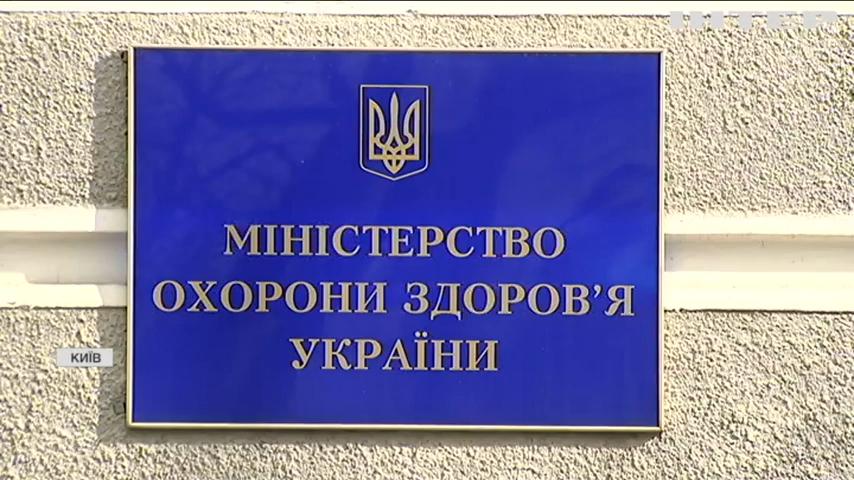 ІНТЕР
МІНІСТЕРСТВО
ОХОРОНИ ЗДОРОВ’Я
УКРАЇНИ
КИЇВ